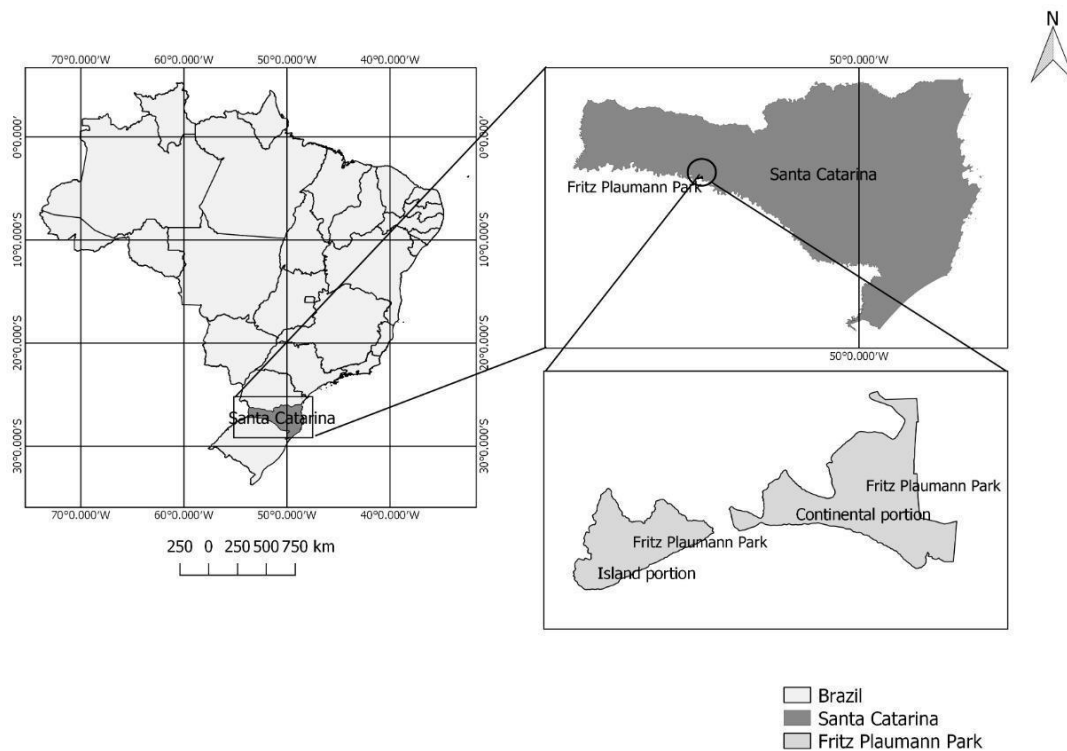 N
70°0.000'W 60°0.000'W 50°0.000'W 40°0.000'W
0°0.000'
10°0.000'S
20°0.000'S
30°0.000'S
0°0.000'
10°0.000'S
20°0.000'S
30°0.000'S
Santa Catarina
70°0.000'W 60°0.000'W 50°0.000'W 40°0.000'W
250 0 250 500 750 km
50°0.000'W
Santa Catarina
Fritz Plaumann Park
50°0.000'W
Fritz Plaumann Park
Continental portion
Fritz Plaumann Park
Island portion
Brazil
Santa Catarina
Fritz Plaumann Park